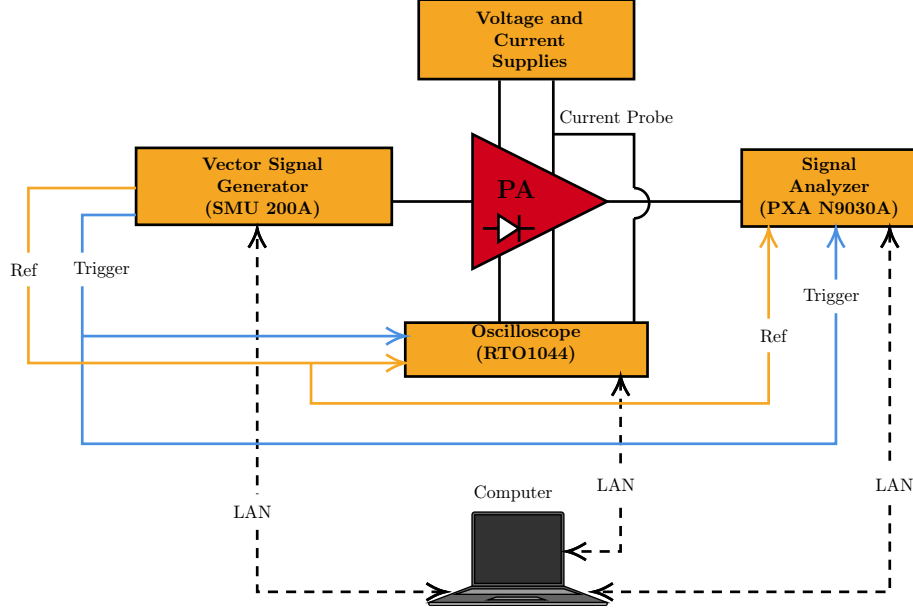 Voltage and
Current
Supplies
Current Probe
Vector Signal
Generator
(SMU 200A)
PA
Signal
Analyzer
(PXA N9030A)
Ref
Trigger
Trigger
Oscilloscope
(RTO1044)
Ref
Computer
LAN
LAN
LAN